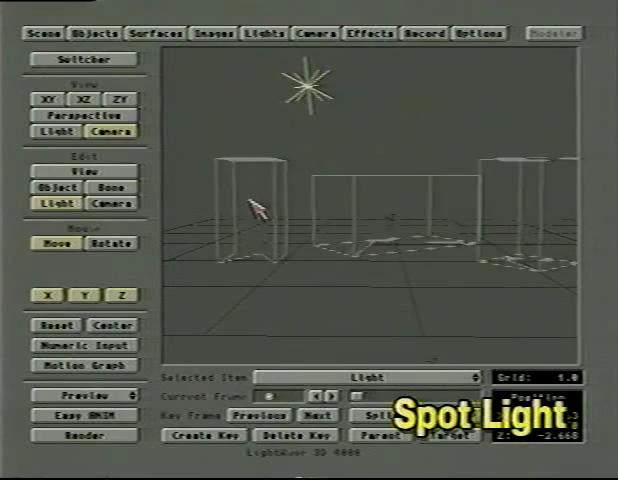 Scene Objects Surfaces Images Lights Camera Effects Record Options Modeler
Switcher
View
XY XZ ZY
Perspective
Light Camera
Edit
View
Object Bone
Light Camera
Mouse
Move Rotate
X Y Z
Reset Center
Numeric Input
Motion Graph
Preview
Easy ANIM
Render
Selected Item Light Grid: 1.0
Current Frame Position
Key Frame Previous Next
Create Key Delete Key Parent Target Z: -2.668
Spot Light
LightWave 3D